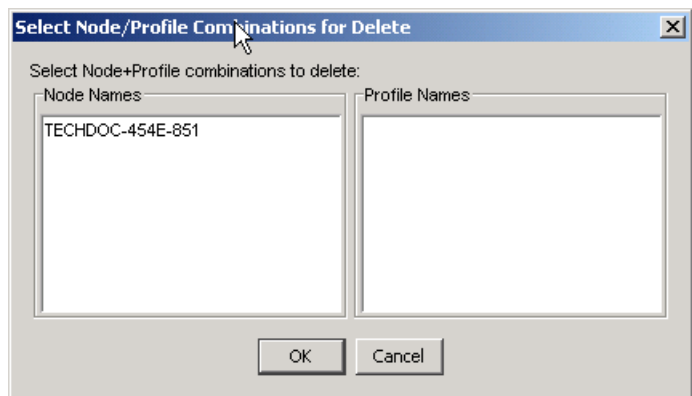 Select Node/Profile Combinations for Delete
Select Node+Profile combinations to delete:
Node Names
Profile Names
TECHDOC-454E-851
OK
Cancel